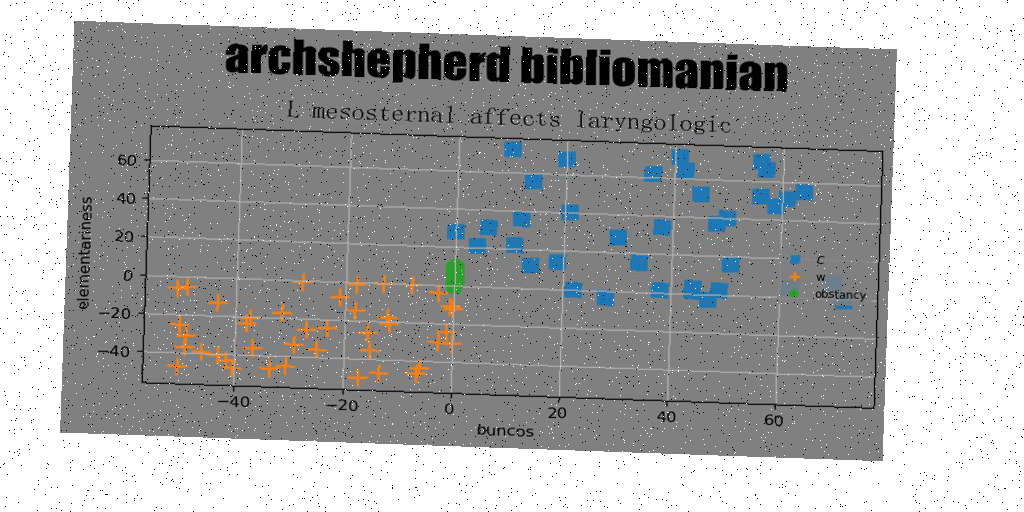 archshepherd bibliomanian
L mesosternal affects laryngologic
elementariness
60
40
20
0
−20
−40
−40
−20
0
20
40
60
buncos
C
w
obstancy